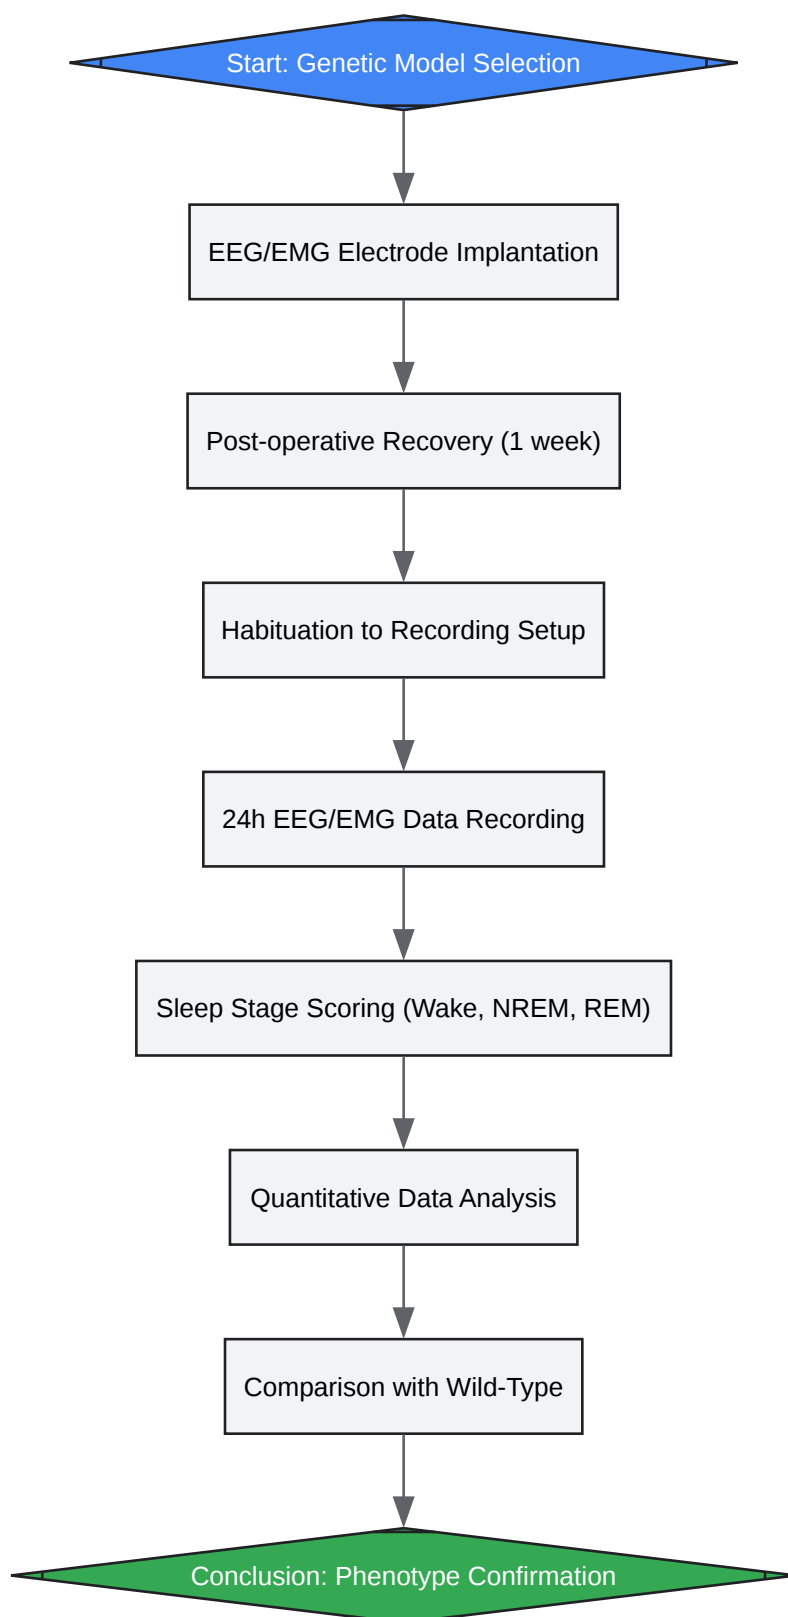 Start: Genetic Model Selection
EEG/EMG Electrode Implantation
Post-operative Recovery (1 week)
Habituation to Recording Setup
24h EEG/EMG Data Recording
Sleep Stage Scoring (Wake, NREM, REM)
Quantitative Data Analysis
Comparison with Wild-Type
Conclusion: Phenotype Confirmation